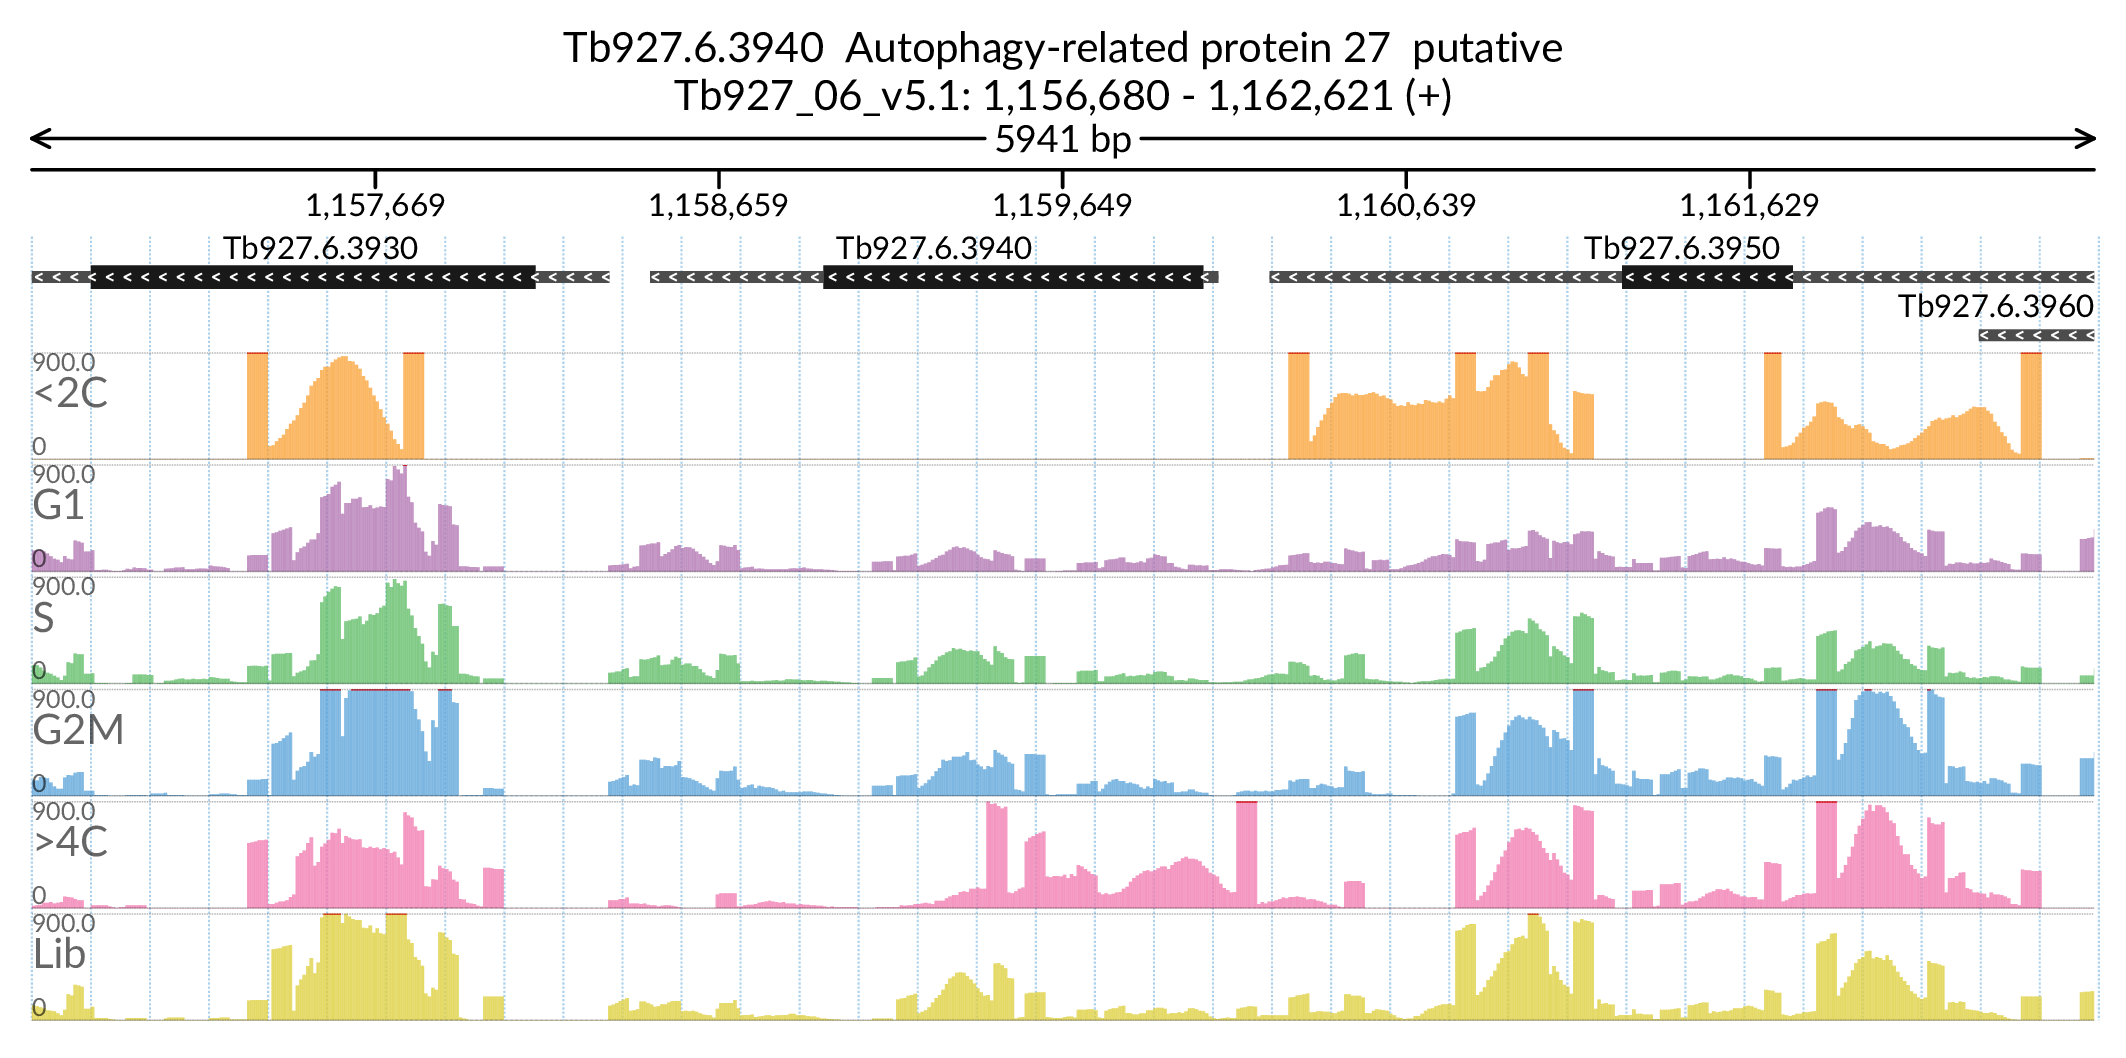 Tb927.6.3940  Autophagy-related protein 27  putative
Tb927_06_v5.1: 1,156,680 - 1,162,621 (+)
5941 bp
1,157,669 1,158,659 1,159,649 1,160,639 1,161,629
Tb927.6.3930 Tb927.6.3940 Tb927.6.3950
Tb927.6.3960
900.0
<2C
0
900.0
G1
0
900.0
S
0
900.0
G2M
0
900.0
>4C
0
900.0
Lib
0